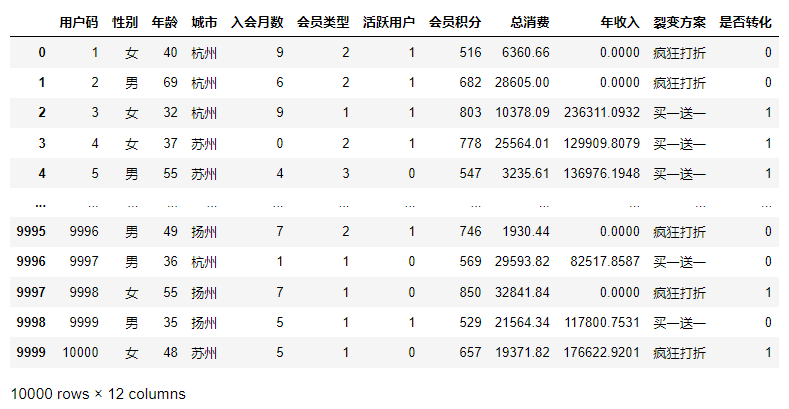 用户码 性别 年龄 城市 入会月数 会员类型 活跃用户 会员积分 总消费 年收入 裂变方案 是否转化
0 1 女 40 杭州 9 2 1 516 6360.66 0.0000 疯狂打折 0
1 2 男 69 杭州 6 2 1 682 28605.00 0.0000 疯狂打折 0
2 3 女 32 杭州 9 1 1 803 10378.09 236311.0932 买一送一 1
3 4 女 37 苏州 0 2 1 778 25564.01 129909.8079 买一送一 1
4 5 男 55 苏州 4 3 0 547 3235.61 136976.1948 买一送一 1
... ... ... ... ... ... ... ... ... ... ... ... ...
9995 9996 男 49 扬州 7 2 1 746 1930.44 0.0000 疯狂打折 0
9996 9997 男 36 杭州 1 1 0 569 29593.82 82517.8587 买一送一 0
9997 9998 女 55 扬州 7 1 0 850 32841.84 0.0000 疯狂打折 1
9998 9999 男 35 扬州 5 1 1 529 21564.34 117800.7531 买一送一 0
9999 10000 女 48 苏州 5 1 0 657 19371.82 176622.9201 疯狂打折 1
10000 rows × 12 columns